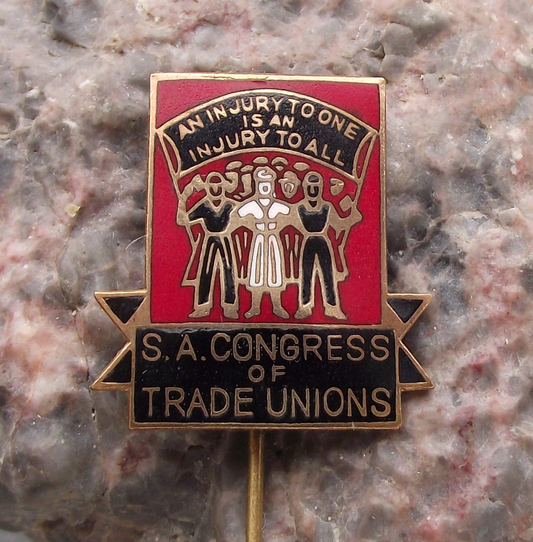 AN INJURY TO ONE
IS AN
INJURY TO ALL
S.A. CONGRESS
OF
TRADE UNIONS